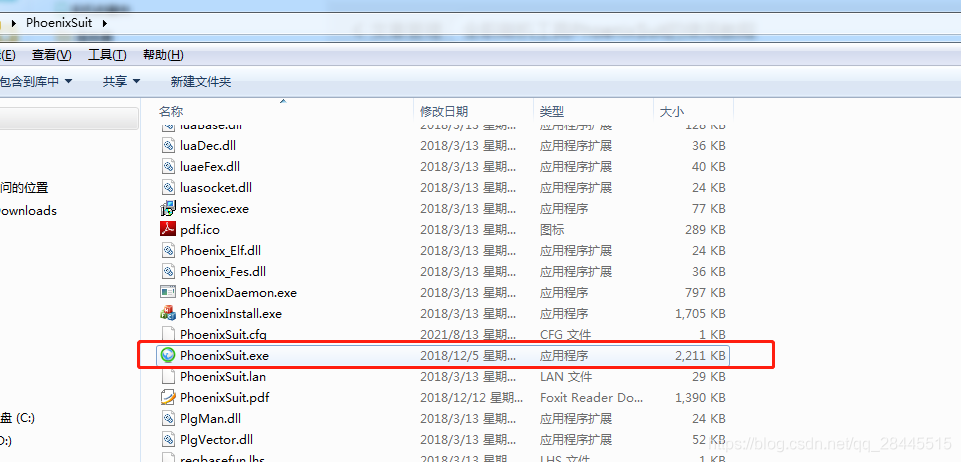 PhoenixSuit
(E) 查看(V) 工具(T) 帮助(H)
包含到库中 共享 新建文件夹
名称 修改日期 类型 大小
luaBase.dll 2018/3/13 星期... 应用程序扩展 128 KB
luaDec.dll 2018/3/13 星期... 应用程序扩展 36 KB
luaeFex.dll 2018/3/13 星期... 应用程序扩展 40 KB
luasocket.dll 2018/3/13 星期... 应用程序扩展 24 KB
问的位置
msiexec.exe 2018/3/13 星期... 应用程序 77 KB
ownloads
pdf.ico 2018/3/13 星期... 图标 289 KB
Phoenix_Elf.dll 2018/3/13 星期... 应用程序扩展 24 KB
Phoenix_Fes.dll 2018/3/13 星期... 应用程序扩展 36 KB
PhoenixDaemon.exe 2018/3/13 星期... 应用程序 797 KB
PhoenixInstall.exe 2018/3/13 星期... 应用程序 1,705 KB
PhoenixSuit.cfg 2021/8/13 星期... CFG 文件 1 KB
PhoenixSuit.exe 2018/12/5 星期... 应用程序 2,211 KB
PhoenixSuit.lan 2018/3/13 星期... LAN 文件 29 KB
PhoenixSuit.pdf 2018/12/12 星期... Foxit Reader Do... 1,390 KB
盘 (C:)
PlgMan.dll 2018/3/13 星期... 应用程序扩展 24 KB
D:)
PlgVector.dll 2018/3/13 星期... 应用程序扩展 52 KB
regbasefun.lhs 2018/3/13 星期... LHS 文件 1 KB
https://blog.csdn.net/qq_28445515